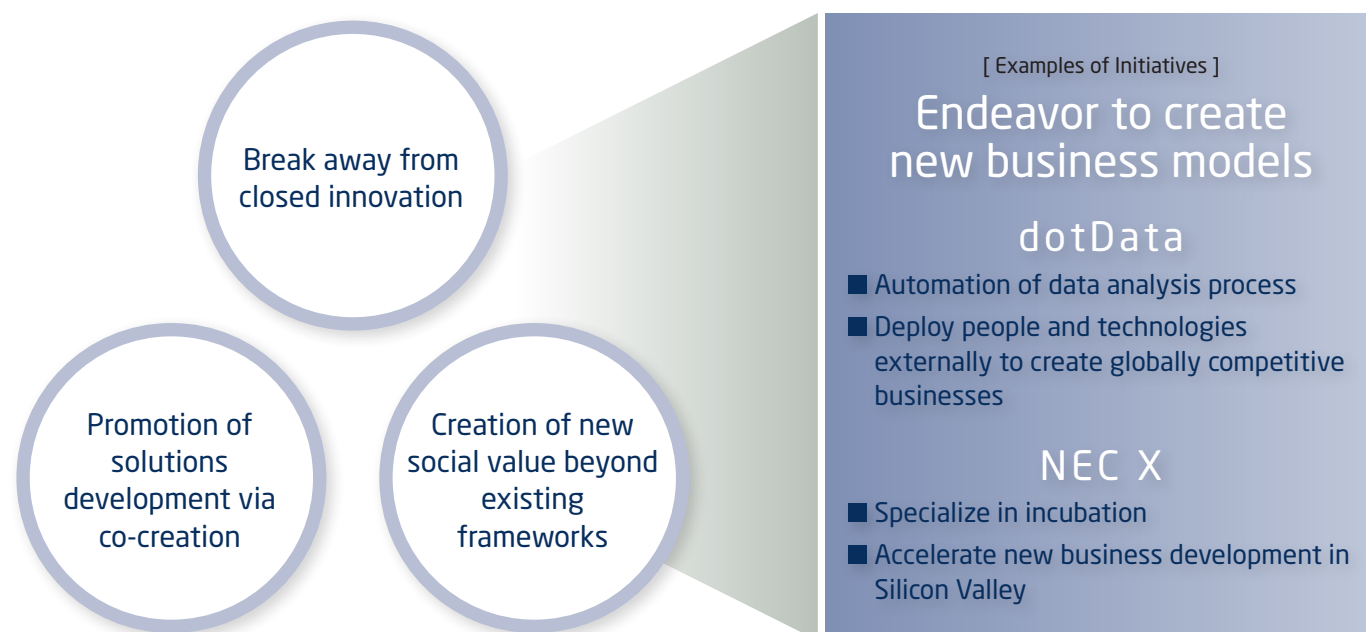 Break away from
closed innovation
Promotion of
solutions
development via
co-creation
Creation of new
social value beyond
existing
frameworks
[ Examples of Initiatives ]
Endeavor to create
new business models
dotData
■ Automation of data analysis process
■ Deploy people and technologies
externally to create globally competitive
businesses
NEC X
■ Specialize in incubation
■ Accelerate new business development in
Silicon Valley